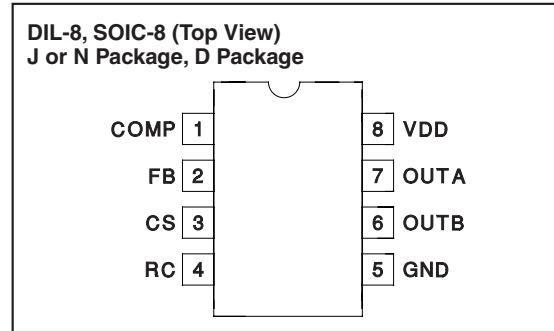 DIL-8, SOIC-8 (Top View)
J or N Package, D Package
COMP 1 8 VDD
FB 2 7 OUTA
CS 3 6 OUTB
RC 4 5 GND